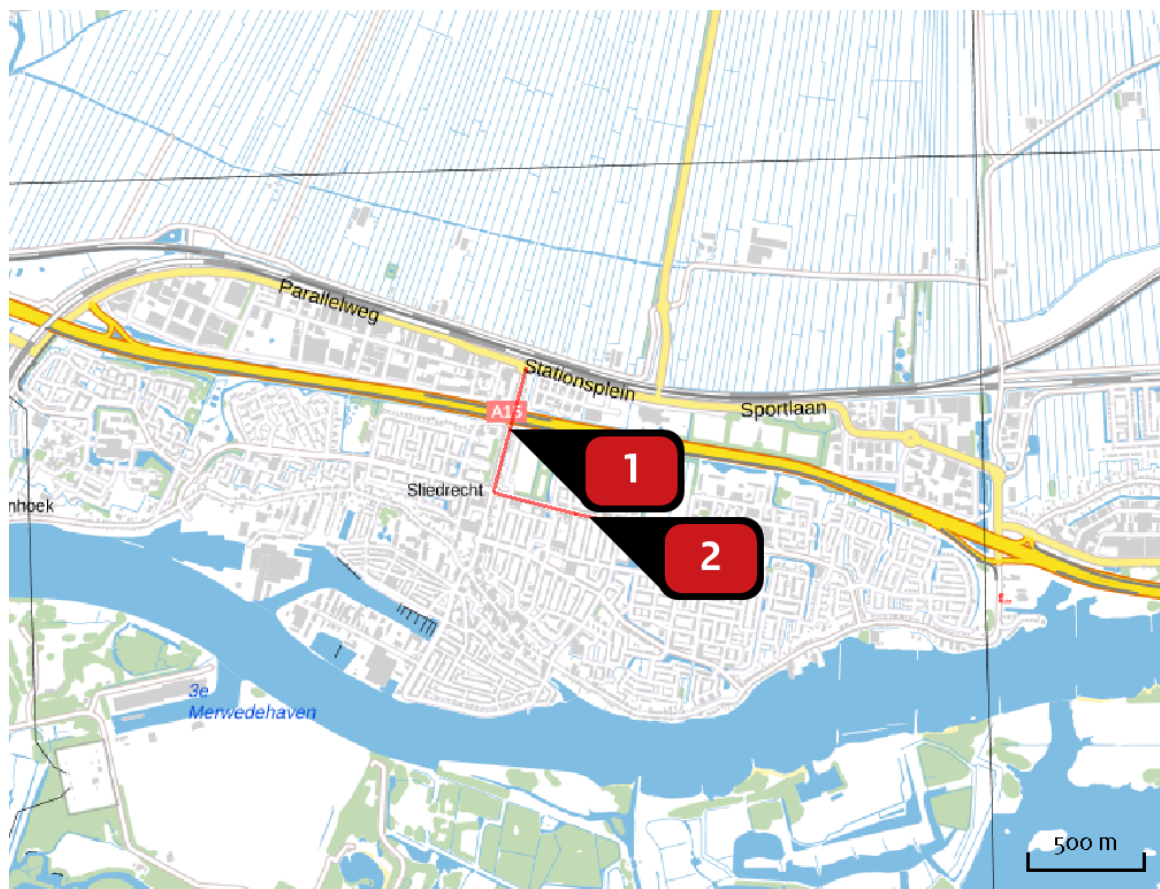 Parallelweg
Stationsplein
A15
Sportlaan
1
Sliedrecht
nhoek
2
3e
Merwedehaven
500 m